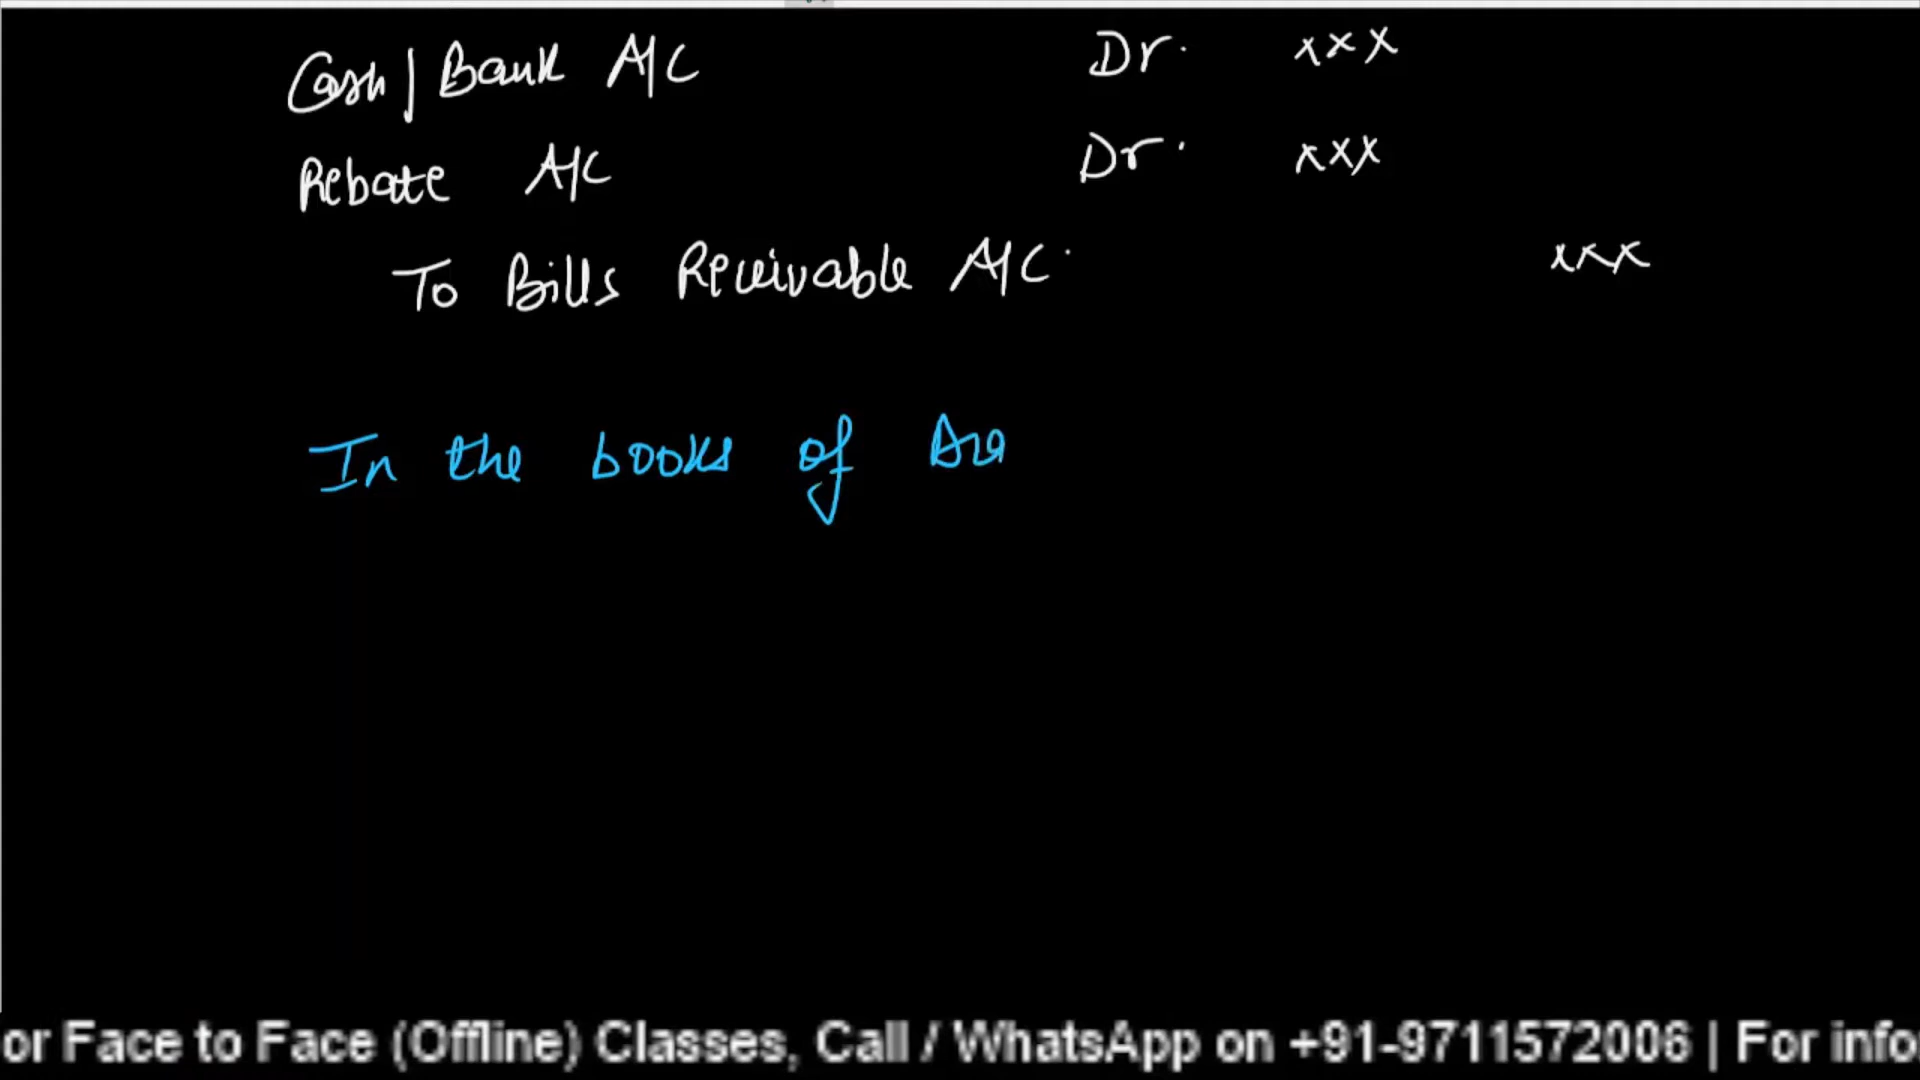 Cash/Bank A/C Dr. xxx
Rebate A/C Dr. xxx
To Bills Receivable A/C. xxx
In the books of
or Face to Face (Offline) Classes, Call / WhatsApp on +91-9711572006 | For info